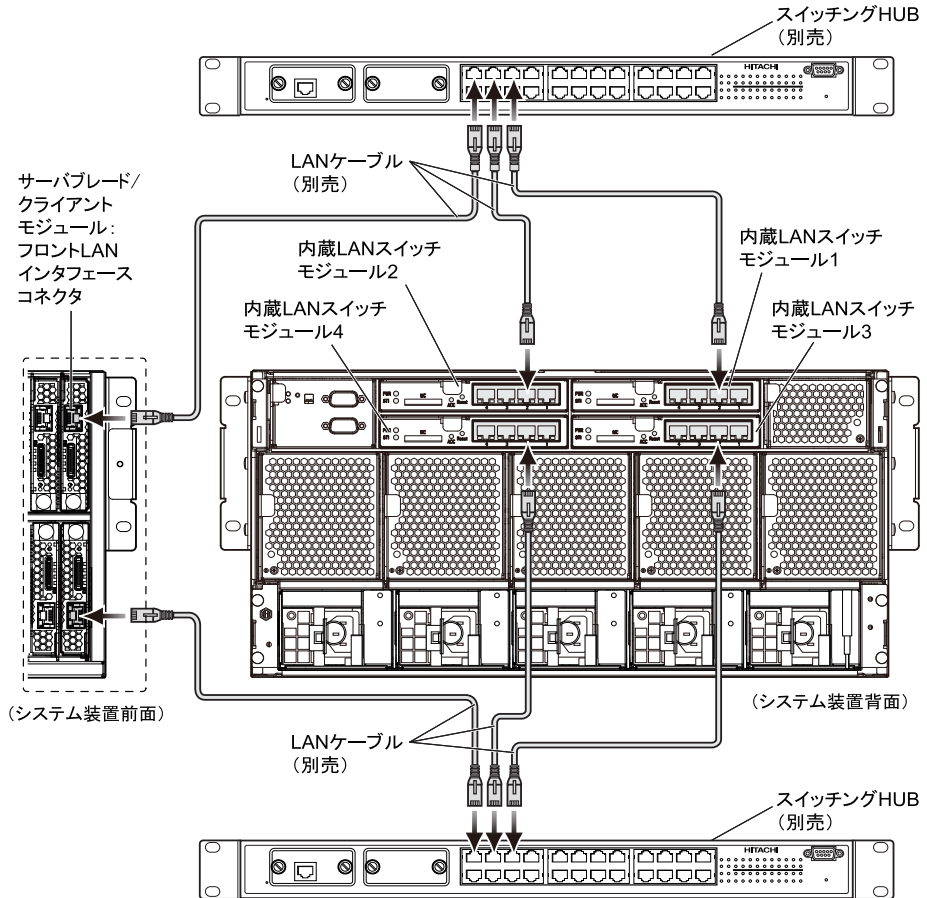 スイッチングHUB
（別売）
HITACHI
LANケーブル
（別売）
サーバブレード/
クライアント
モジュール：
フロントLAN
インタフェース
コネクタ
内蔵LANスイッチ
モジュール2
内蔵LANスイッチ
モジュール1
内蔵LANスイッチ
モジュール4
内蔵LANスイッチ
モジュール3
（システム装置前面）
（システム装置背面）
LANケーブル
（別売）
スイッチングHUB
（別売）
HITACHI